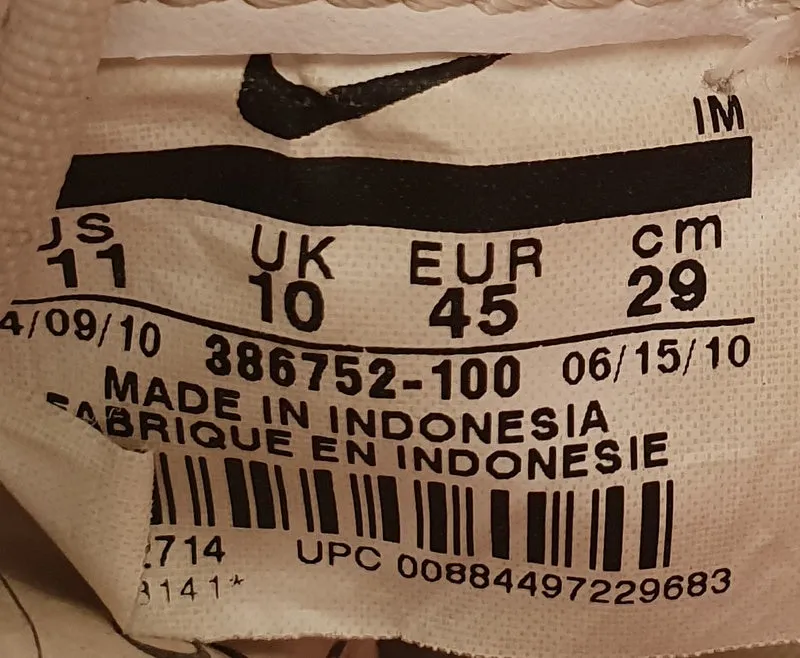 IM
JS UK EUR cm
11 10 45 29
4/09/10 386752-100 06/15/10
MADE IN INDONESIA
FABRIQUE EN INDONESIE
714 UPC 00884497229683
3141*